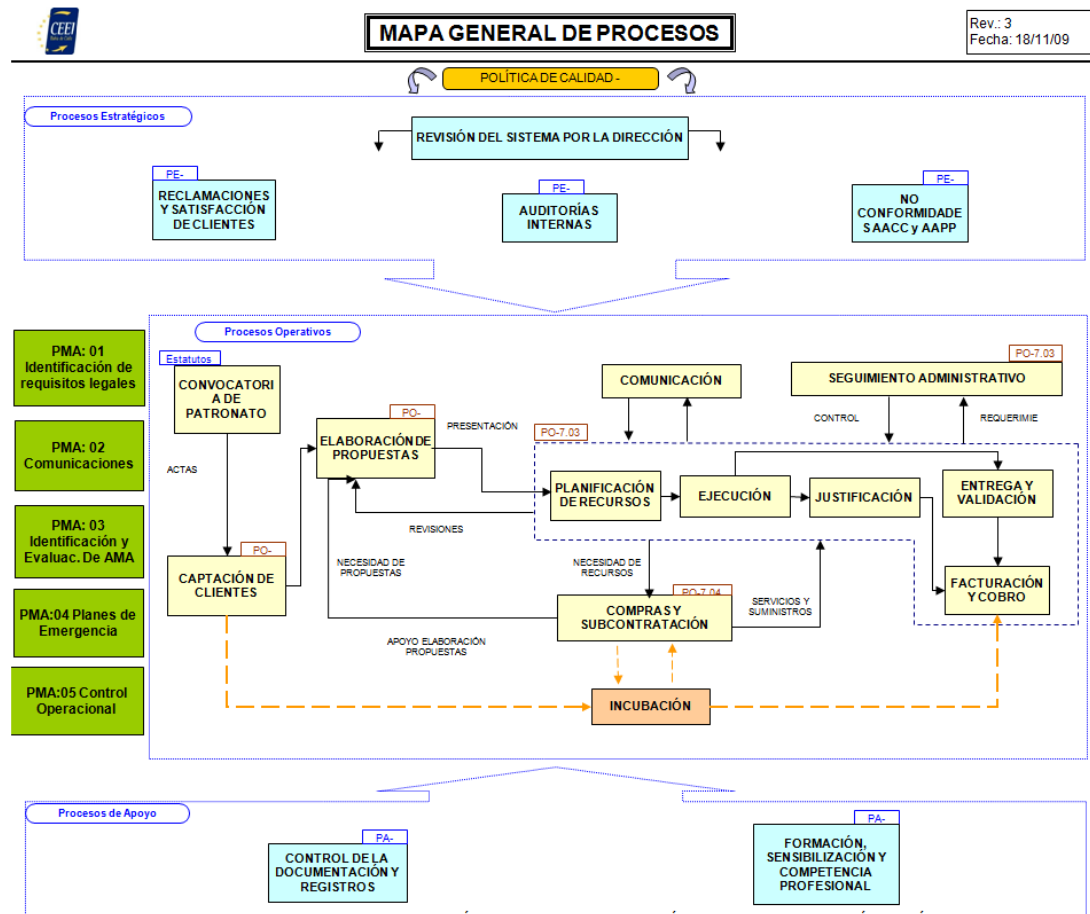 CEEI
MAPA GENERAL DE PROCESOS
Rev.: 3
Fecha: 18/11/09
POLÍTICA DE CALIDAD -
Procesos Estratégicos
REVISIÓN DEL SISTEMA POR LA DIRECCIÓN
PE-
RECLAMACIONES
Y SATISFACCIÓN
DE CLIENTES
PE-
AUDITORÍAS
INTERNAS
PE-
NO
CONFORMIDADE
S AACC y AAPP
PMA: 01
Identificación de
requisitos legales
PMA: 02
Comunicaciones
PMA: 03
Identificación y
Evaluac. De AMA
PMA:04 Planes de
Emergencia
PMA:05 Control
Operacional
Procesos Operativos
Estatutos
CONVOCATORI
A DE
PATRONATO
ACTAS
PO-
CAPTACIÓN DE
CLIENTES
PO-
ELABORACIÓN DE
PROPUESTAS
PRESENTACIÓN
REVISIONES
NECESIDAD DE
PROPUESTAS
APOYO ELABORACIÓN
PROPUESTAS
COMUNICACIÓN
PO-7.03
SEGUIMIENTO ADMINISTRATIVO
CONTROL
REQUERIMIE
PO-7.03
PLANIFICACIÓN
DE RECURSOS
EJECUCIÓN
JUSTIFICACIÓN
ENTREGA Y
VALIDACIÓN
FACTURACIÓN
Y COBRO
NECESIDAD DE
RECURSOS
PO-7.04
COMPRAS Y
SUBCONTRATACIÓN
SERVICIOS Y
SUMINISTROS
INCUBACIÓN
Procesos de Apoyo
PA-
CONTROL DE LA
DOCUMENTACIÓN Y
REGISTROS
PA-
FORMACIÓN,
SENSIBILIZACIÓN Y
COMPETENCIA
PROFESIONAL